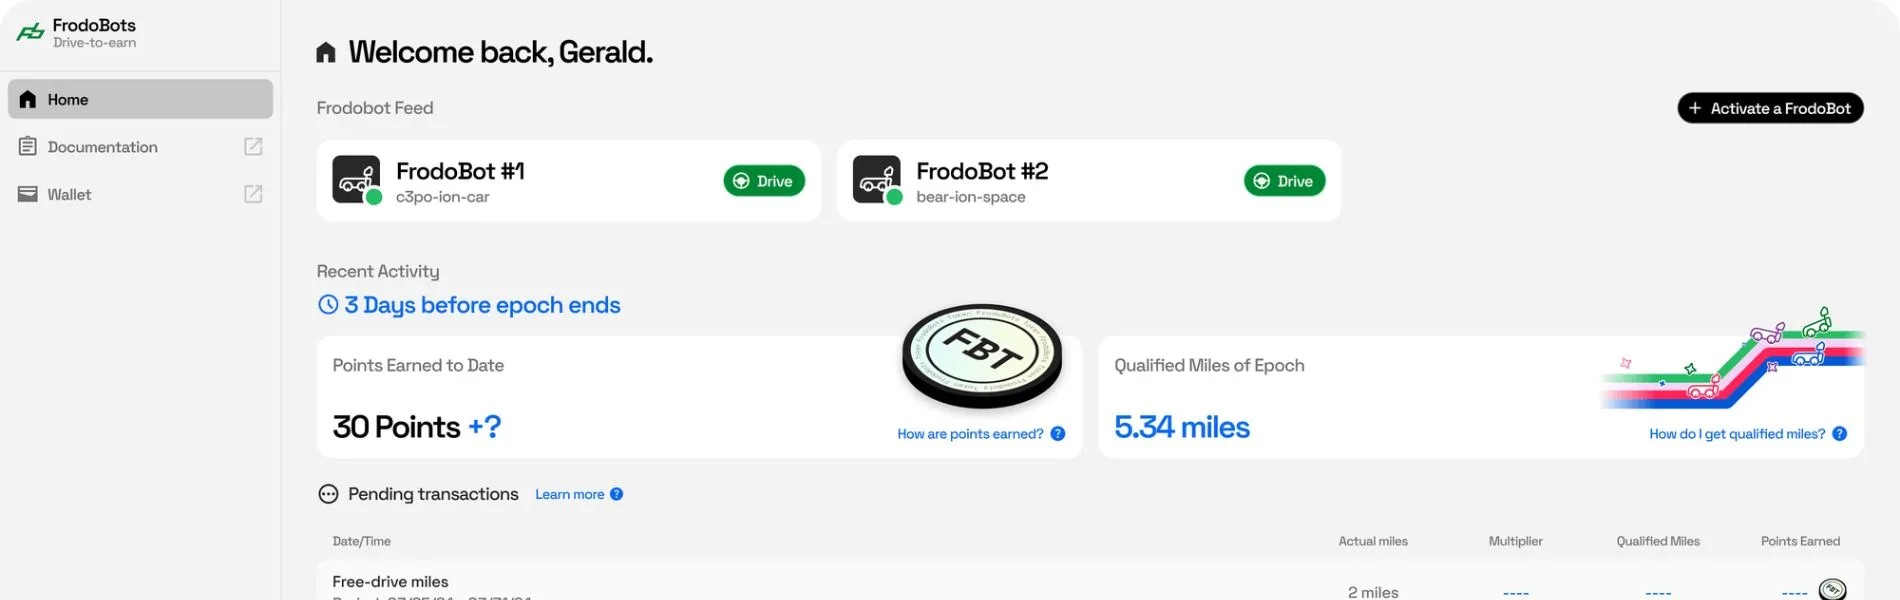 FrodoBots
Drive-to-earn
Home
Documentation
Wallet
Welcome back, Gerald.
Frodobot Feed
+ Activate a FrodoBot
FrodoBot #1
c3po-ion-car
Drive
FrodoBot #2
bear-ion-space
Drive
Recent Activity
3 Days before epoch ends
Points Earned to Date
30 Points +?
FBT
How are points earned? ?
Qualified Miles of Epoch
5.34 miles
How do I get qualified miles? ?
Pending transactions Learn more ?
Date/Time Actual miles Multiplier Qualified Miles Points Earned
Free-drive miles
2 miles ---- ---- ---- FBT